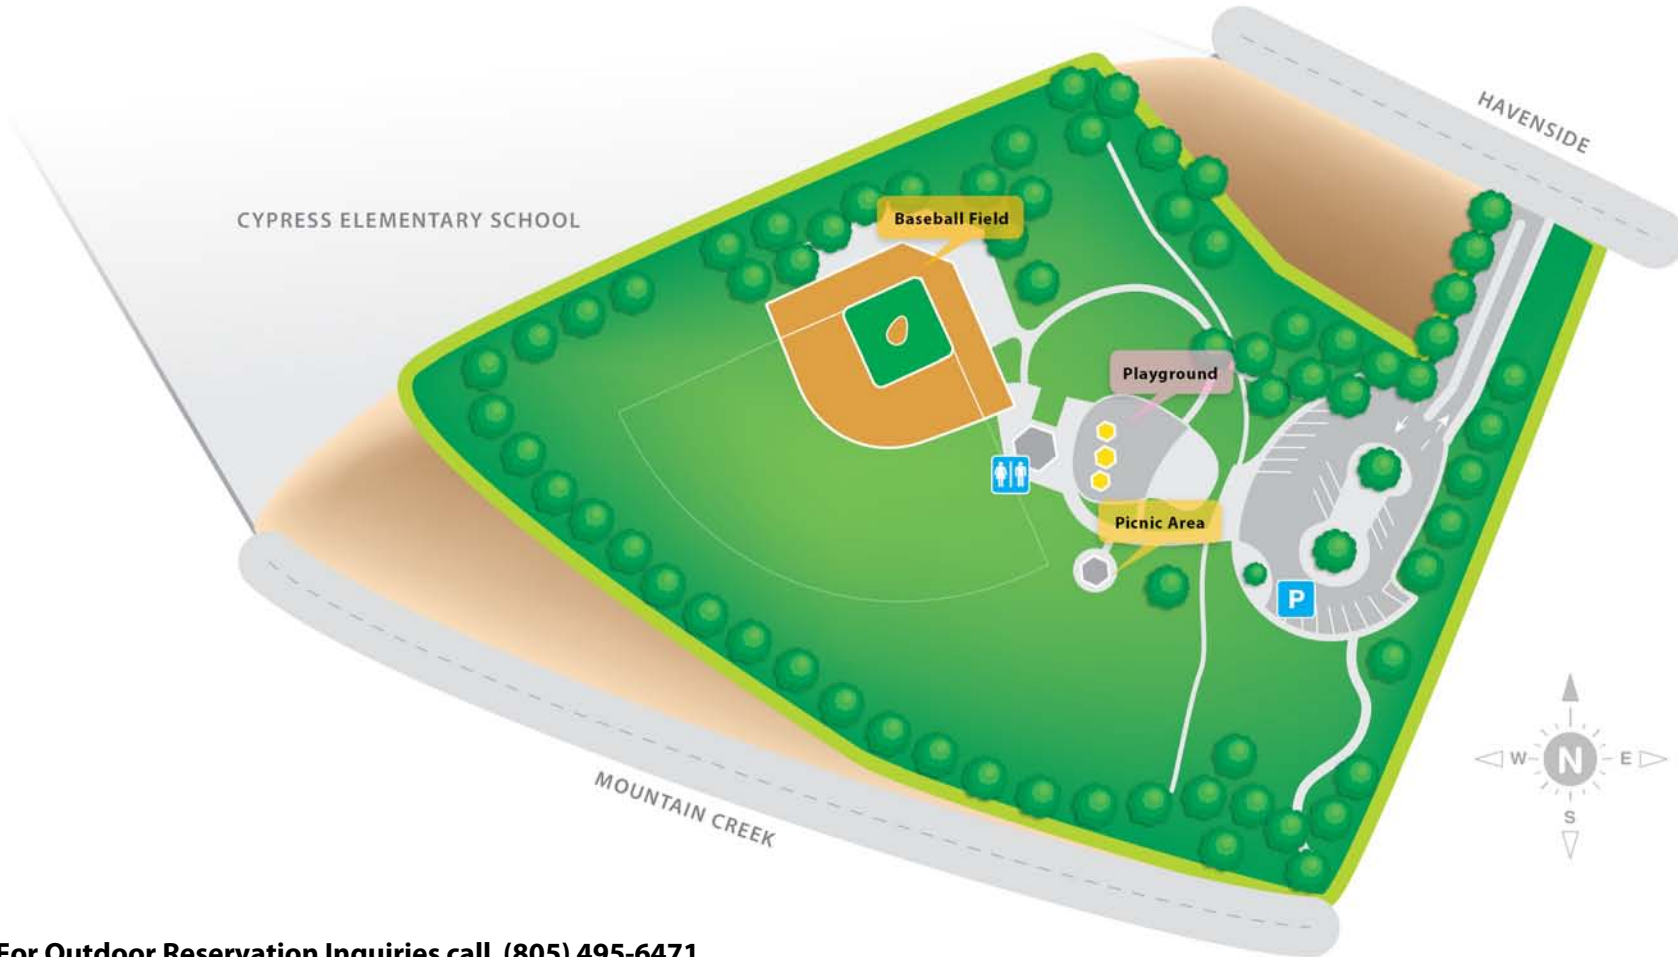 HAVENSIDE
CYPRESS ELEMENTARY SCHOOL
Baseball Field
Playground
Picnic Area
P
W N E
S
MOUNTAIN CREEK
For Outdoor Reservation Inquiries call (805) 495-6471